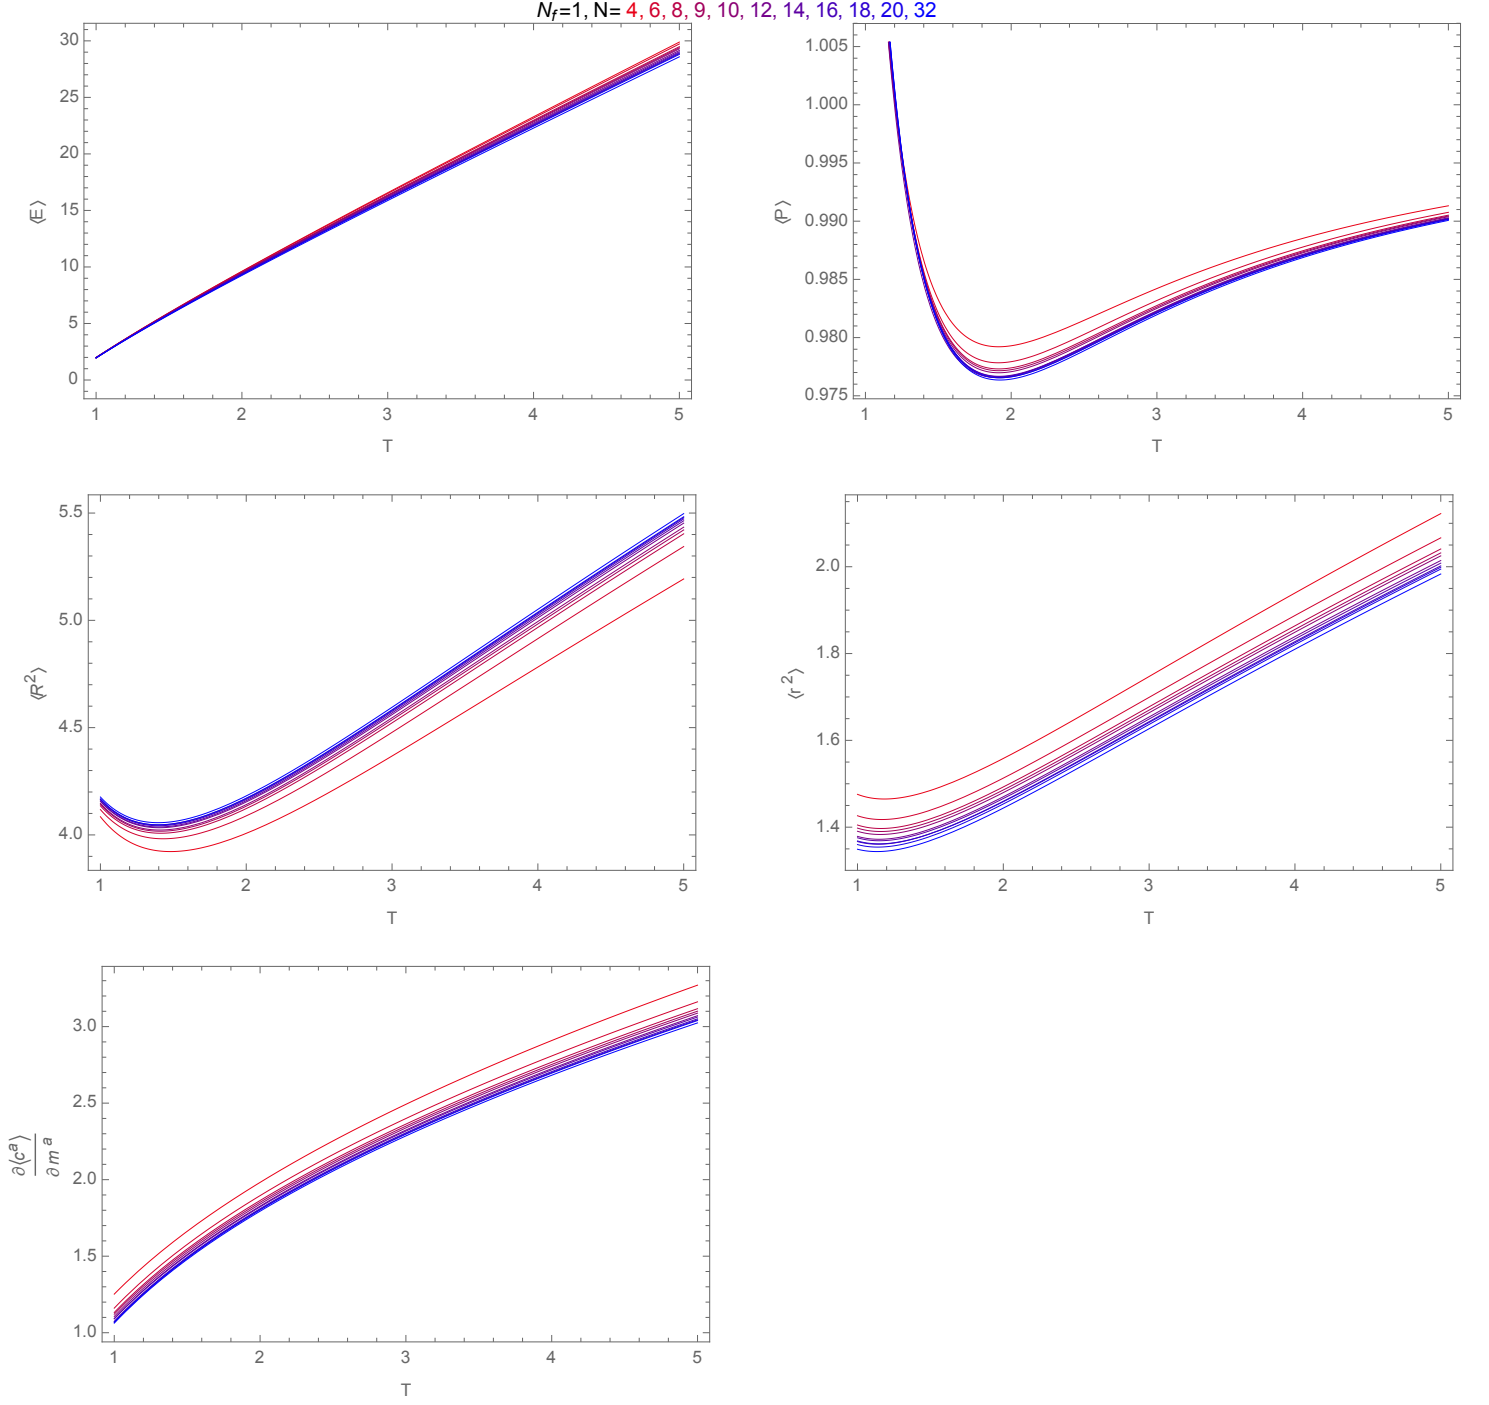 N_f=1, N= 4, 6, 8, 9, 10, 12, 14, 16, 18, 20, 32
⟨E⟩
30
25
20
15
10
5
0
1 2 3 4 5
T
⟨P⟩
1.005
1.000
0.995
0.990
0.985
0.980
0.975
1 2 3 4 5
T
⟨R²⟩
5.5
5.0
4.5
4.0
1 2 3 4 5
T
⟨r²⟩
2.0
1.8
1.6
1.4
1 2 3 4 5
T
∂⟨cᵃ⟩
∂mᵃ
3.0
2.5
2.0
1.5
1.0
1 2 3 4 5
T